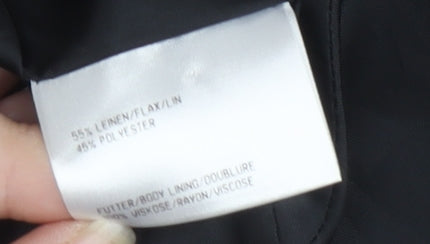 55% LEINEN/FLAX/LIN
45% POLYESTER
FUTTER/BODY LINING/DOUBLURE
VISKOSE/RAYON/VISCOSE